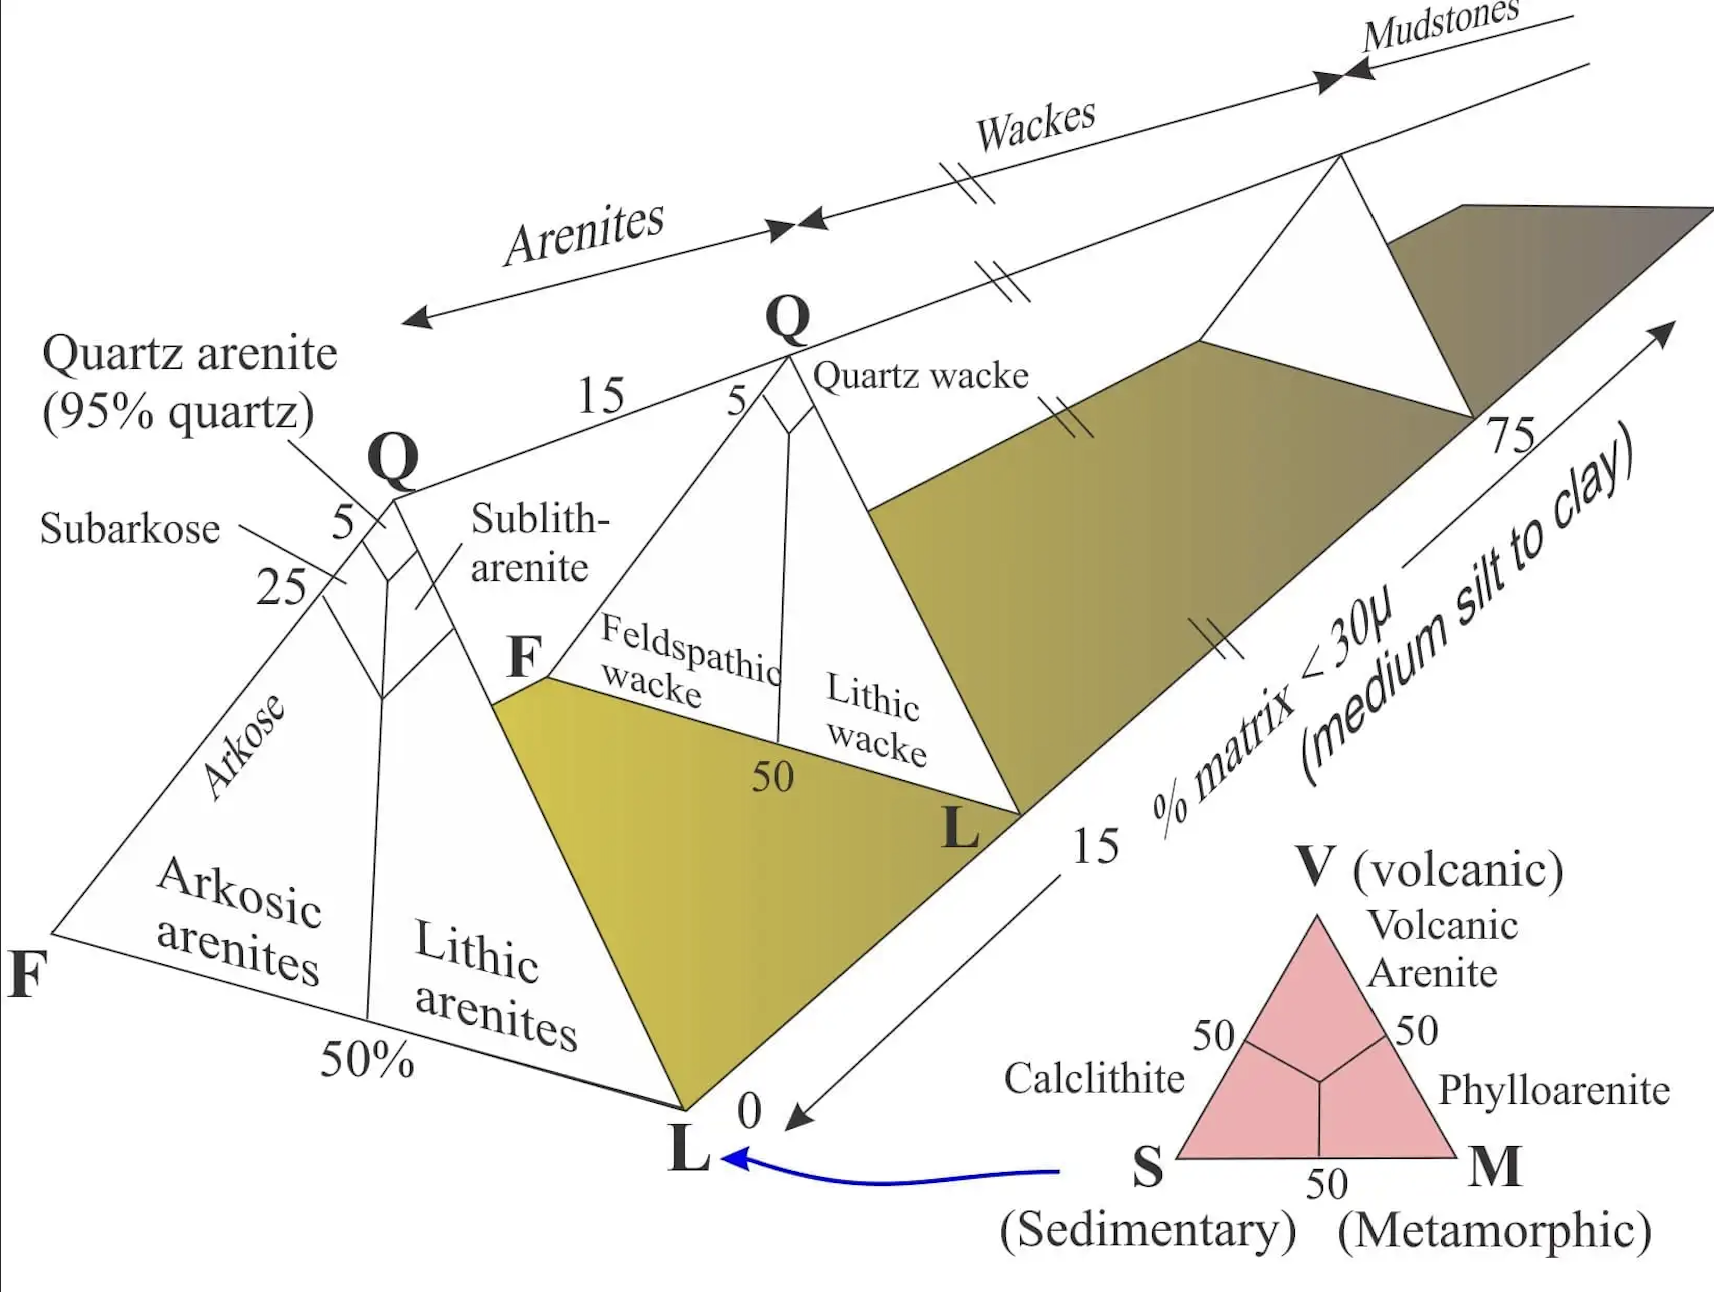 Mudstones
Wackes
Arenites
Quartz arenite
(95% quartz)
Q
15
5
Quartz wacke
Q
5
Subarkose
25
Sublith-
arenite
F
Feldspathic
wacke
Lithic
wacke
50
L
Arkose
Arkosic
arenites
Lithic
arenites
F
50%
L
0
15
% matrix < 30µ
(medium silt to clay)
75
V (volcanic)
Volcanic
Arenite
50
50
Calclithite
Phylloarenite
S
M
50
(Sedimentary)
(Metamorphic)